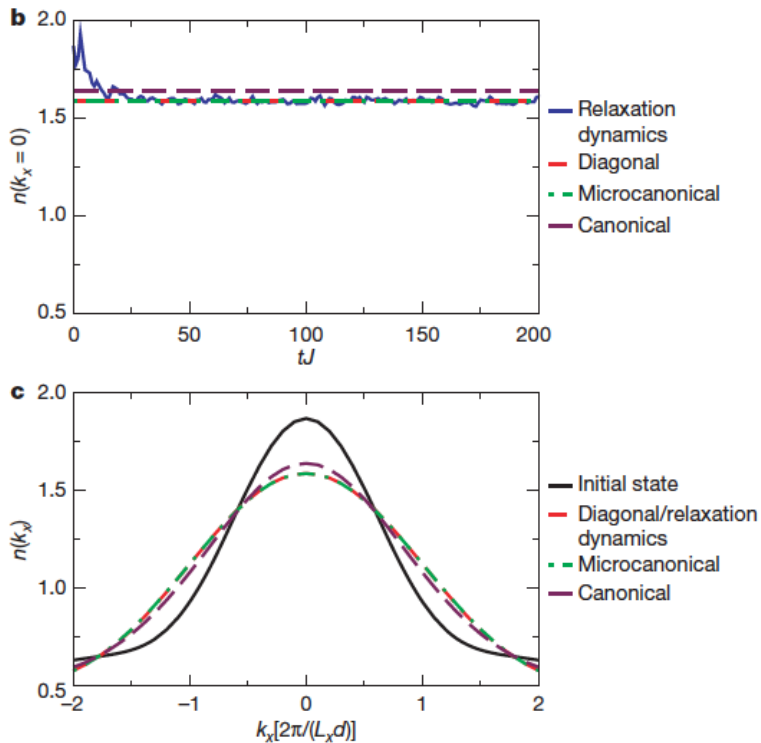 b
2.0
1.5
1.0
0.5
n(kx = 0)
0
50
100
150
200
tJ
Relaxation
dynamics
Diagonal
Microcanonical
Canonical
c
2.0
1.5
1.0
0.5
n(kx)
−2
−1
0
1
2
kx[2π/(Lxd)]
Initial state
Diagonal/relaxation
dynamics
Microcanonical
Canonical